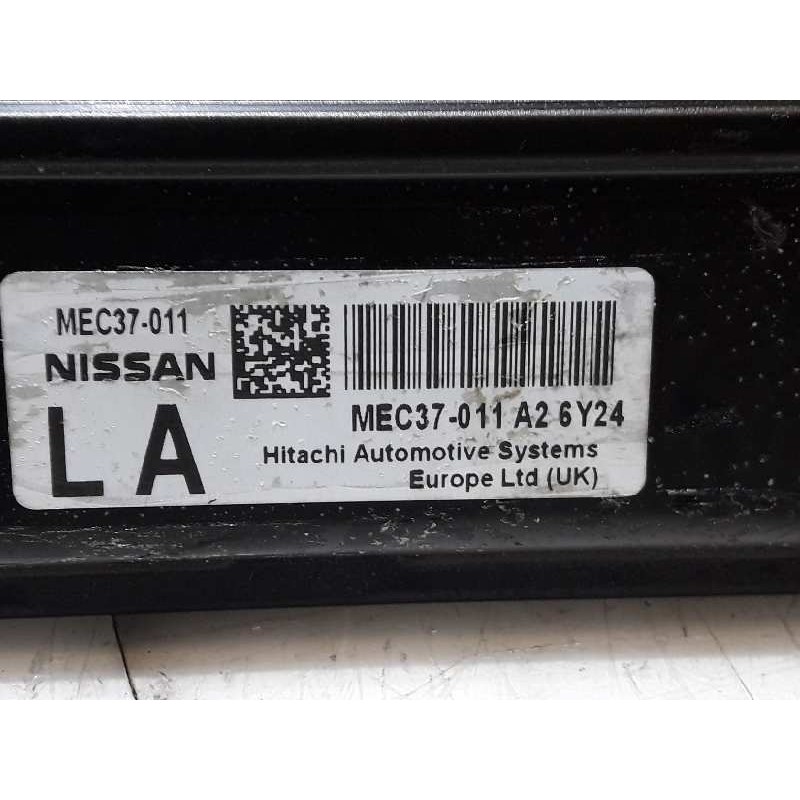 MEC37-011
NISSAN
LA
MEC37-011 A2 6Y24
Hitachi Automotive Systems
Europe Ltd (UK)